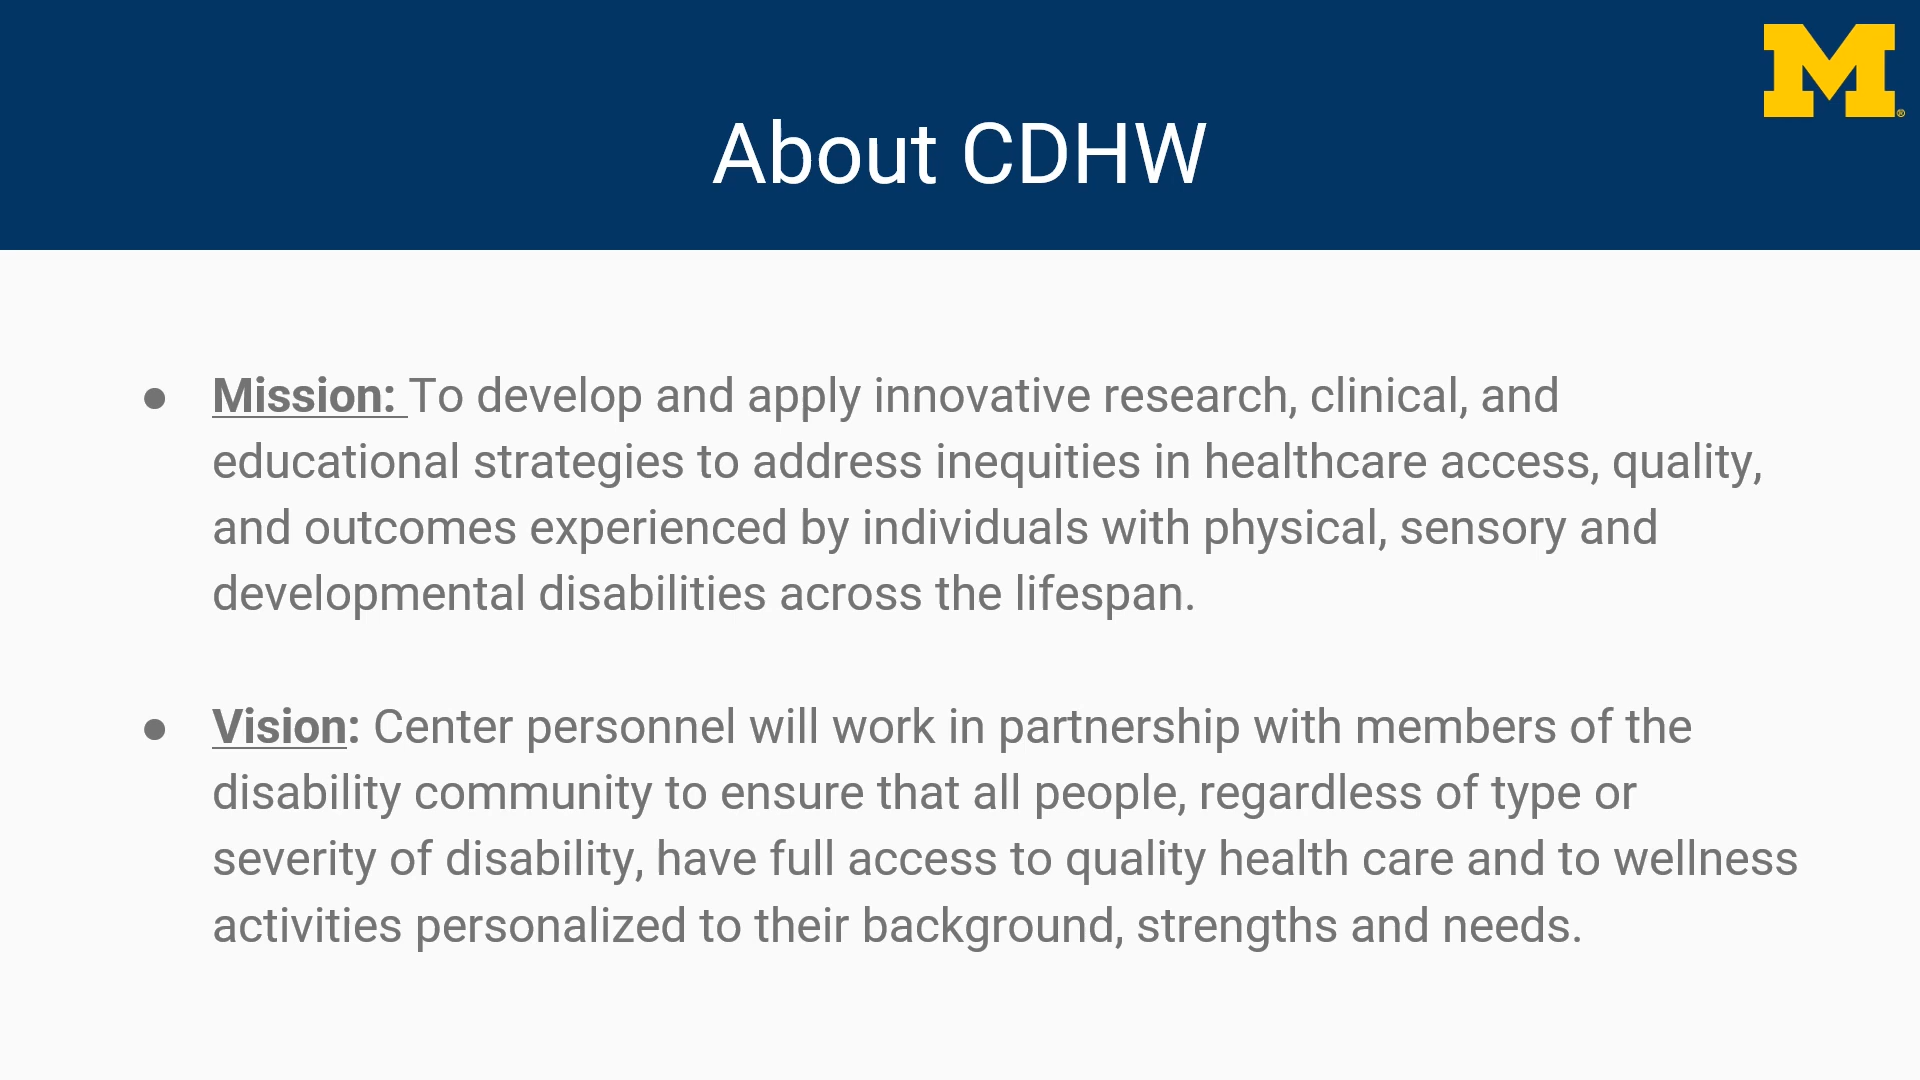 M®
About CDHW
● Mission: To develop and apply innovative research, clinical, and
educational strategies to address inequities in healthcare access, quality,
and outcomes experienced by individuals with physical, sensory and
developmental disabilities across the lifespan.
● Vision: Center personnel will work in partnership with members of the
disability community to ensure that all people, regardless of type or
severity of disability, have full access to quality health care and to wellness
activities personalized to their background, strengths and needs.